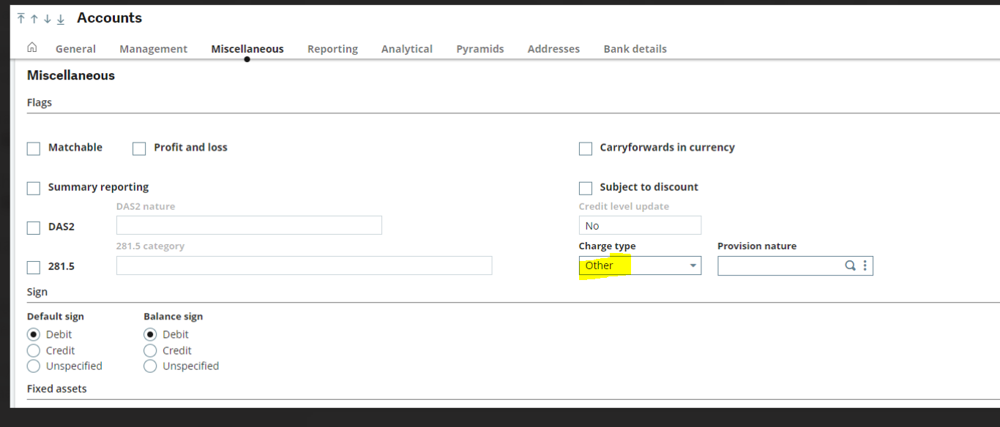 Accounts
General Management Miscellaneous Reporting Analytical Pyramids Addresses Bank details
Miscellaneous
Flags
Matchable Profit and loss Carryforwards in currency
Summary reporting Subject to discount
DAS2 nature Credit level update
DAS2 No
281.5 category Charge type Provision nature
281.5 Other
Sign
Default sign Balance sign
Debit Debit
Credit Credit
Unspecified Unspecified
Fixed assets